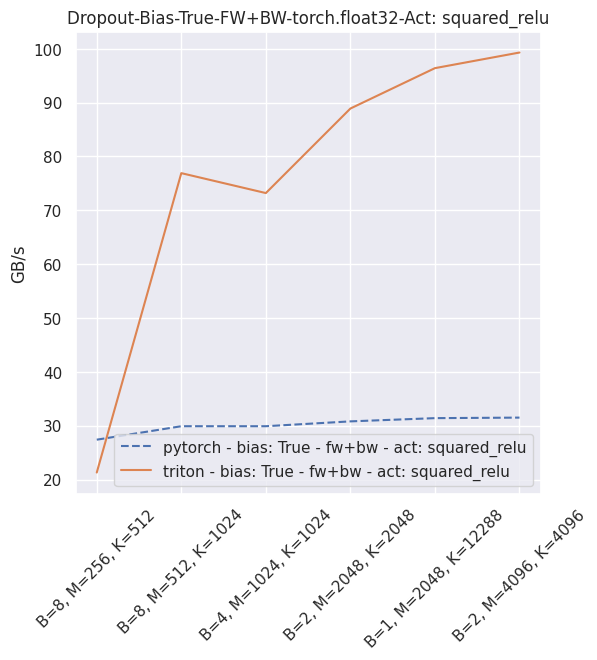 Dropout-Bias-True-FW+BW-torch.float32-Act: squared_relu
100
90
80
70
60
50
40
30
20
GB/s
pytorch - bias: True - fw+bw - act: squared_relu
triton - bias: True - fw+bw - act: squared_relu
B=8, M=256, K=512
B=8, M=512, K=1024
B=4, M=1024, K=1024
B=2, M=2048, K=2048
B=1, M=2048, K=12288
B=2, M=4096, K=4096